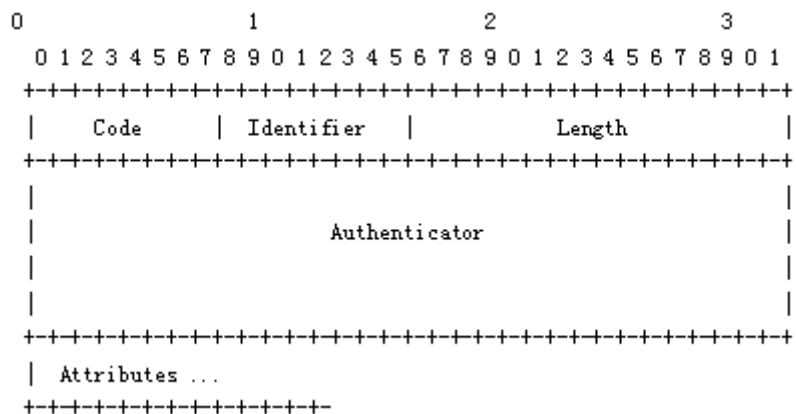 0                   1                   2                   3
 0 1 2 3 4 5 6 7 8 9 0 1 2 3 4 5 6 7 8 9 0 1 2 3 4 5 6 7 8 9 0 1
+-+-+-+-+-+-+-+-+-+-+-+-+-+-+-+-+-+-+-+-+-+-+-+-+-+-+-+-+-+-+-+-+
|     Code      |  Identifier   |            Length             |
+-+-+-+-+-+-+-+-+-+-+-+-+-+-+-+-+-+-+-+-+-+-+-+-+-+-+-+-+-+-+-+-+
|                                                               |
|                         Authenticator                         |
|                                                               |
|                                                               |
+-+-+-+-+-+-+-+-+-+-+-+-+-+-+-+-+-+-+-+-+-+-+-+-+-+-+-+-+-+-+-+-+
|  Attributes ...
+-+-+-+-+-+-+-+-+-+-+-+-+-